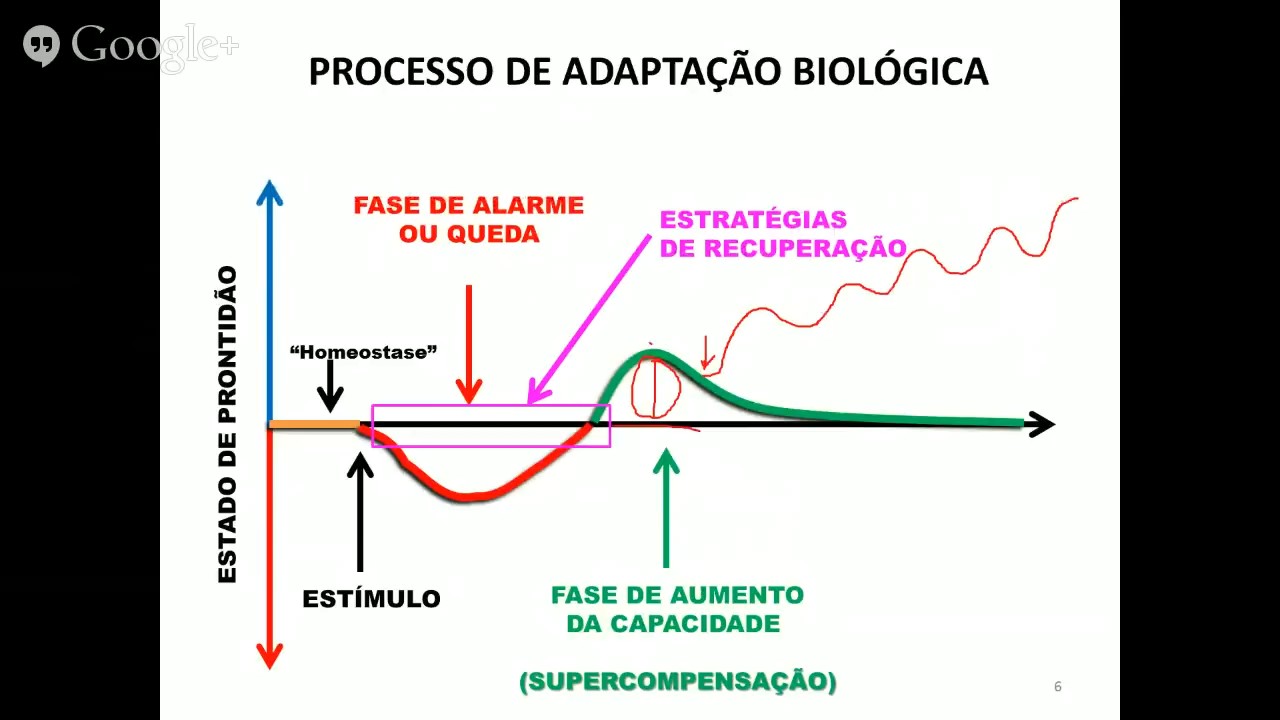 Google+
PROCESSO DE ADAPTAÇÃO BIOLÓGICA
FASE DE ALARME
OU QUEDA
ESTRATÉGIAS
DE RECUPERAÇÃO
ESTADO DE PRONTIDÃO
“Homeostase”
ESTÍMULO
FASE DE AUMENTO
DA CAPACIDADE
(SUPERCOMPENSAÇÃO)
6